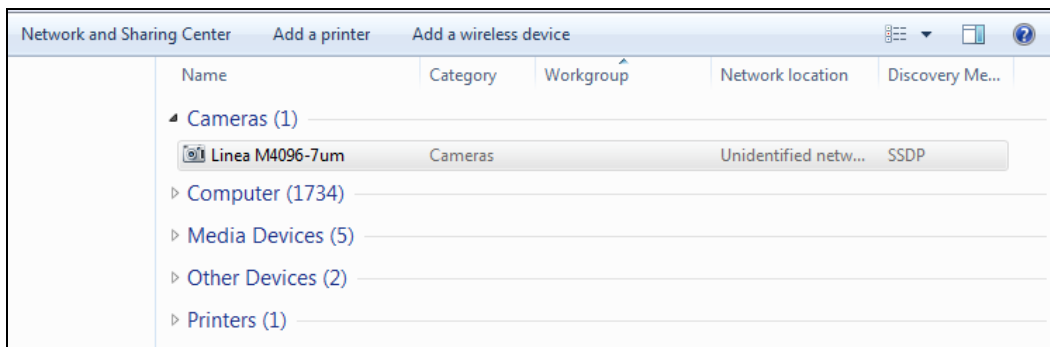 Network and Sharing Center Add a printer Add a wireless device
Name Category Workgroup Network location Discovery Me...
Cameras (1)
Linea M4096-7um Cameras Unidentified netw... SSDP
Computer (1734)
Media Devices (5)
Other Devices (2)
Printers (1)